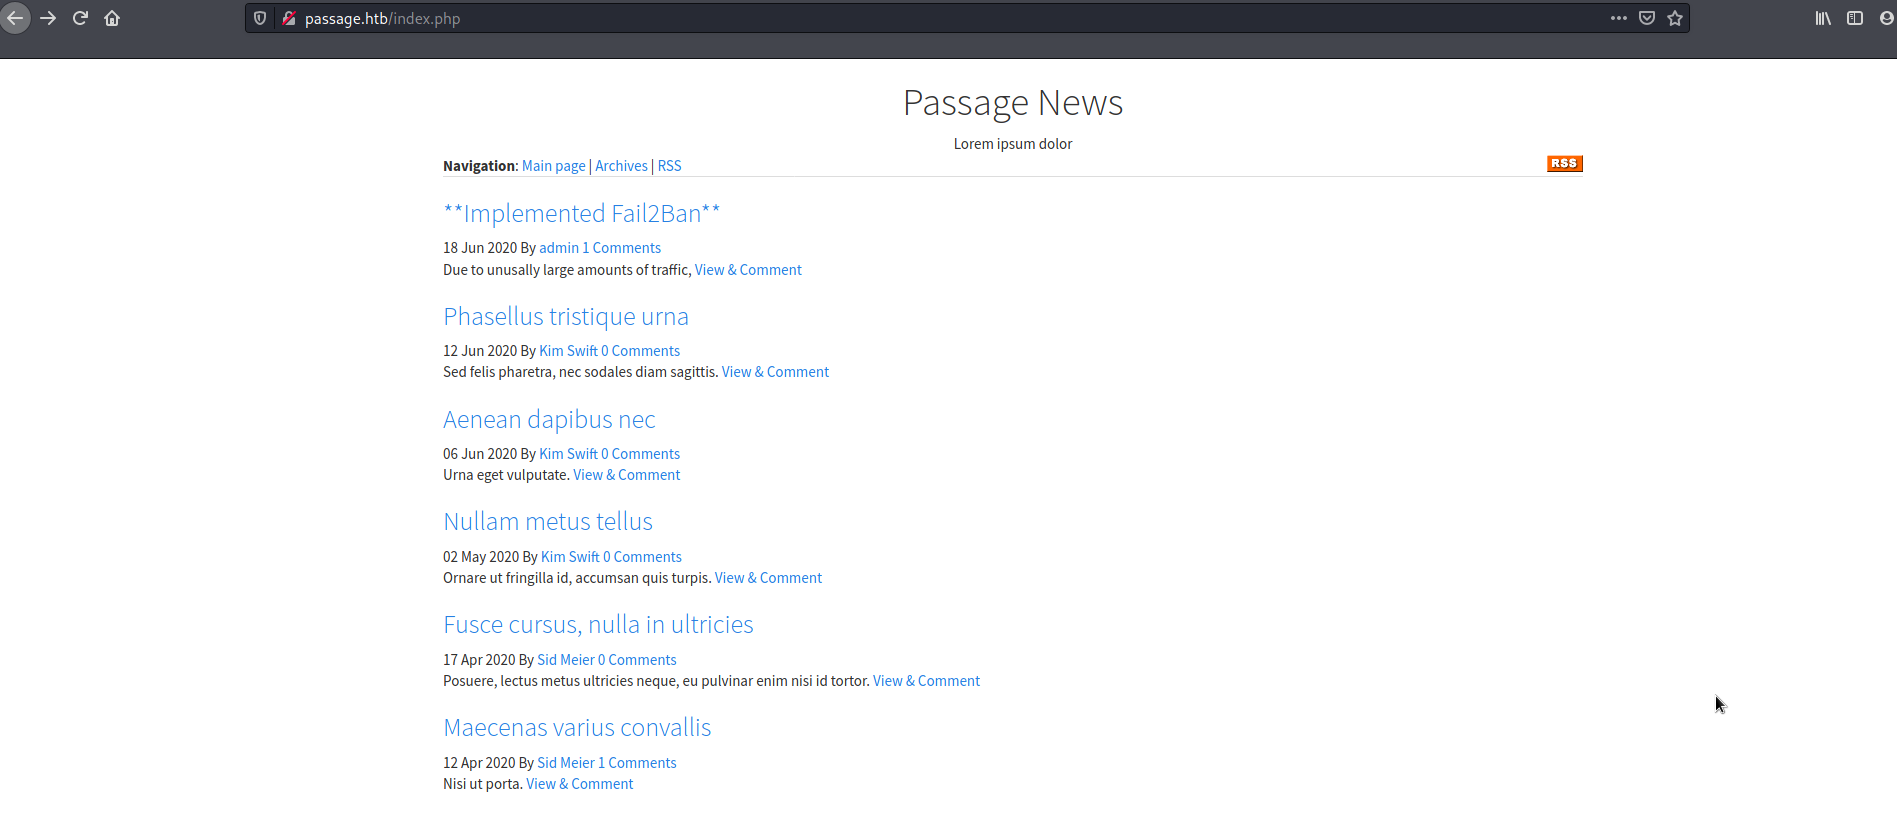 passage.htb/index.php
Passage News
Lorem ipsum dolor
Navigation: Main page | Archives | RSS
RSS
**Implemented Fail2Ban**
18 Jun 2020 By admin 1 Comments
Due to unusally large amounts of traffic, View & Comment
Phasellus tristique urna
12 Jun 2020 By Kim Swift 0 Comments
Sed felis pharetra, nec sodales diam sagittis. View & Comment
Aenean dapibus nec
06 Jun 2020 By Kim Swift 0 Comments
Urna eget vulputate. View & Comment
Nullam metus tellus
02 May 2020 By Kim Swift 0 Comments
Ornare ut fringilla id, accumsan quis turpis. View & Comment
Fusce cursus, nulla in ultricies
17 Apr 2020 By Sid Meier 0 Comments
Posuere, lectus metus ultricies neque, eu pulvinar enim nisi id tortor. View & Comment
Maecenas varius convallis
12 Apr 2020 By Sid Meier 1 Comments
Nisi ut porta. View & Comment